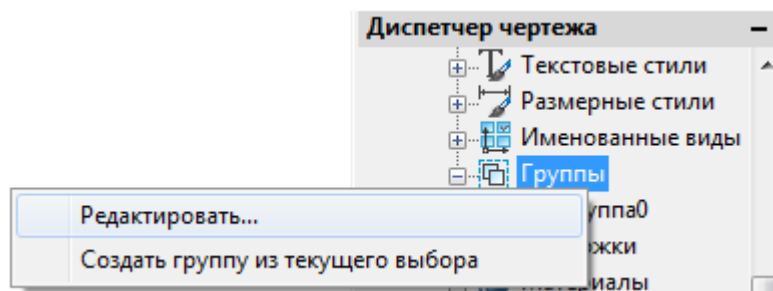 Диспетчер чертежа
Текстовые стили
Размерные стили
Именованные виды
Группы
Редактировать...
Создать группу из текущего выбора